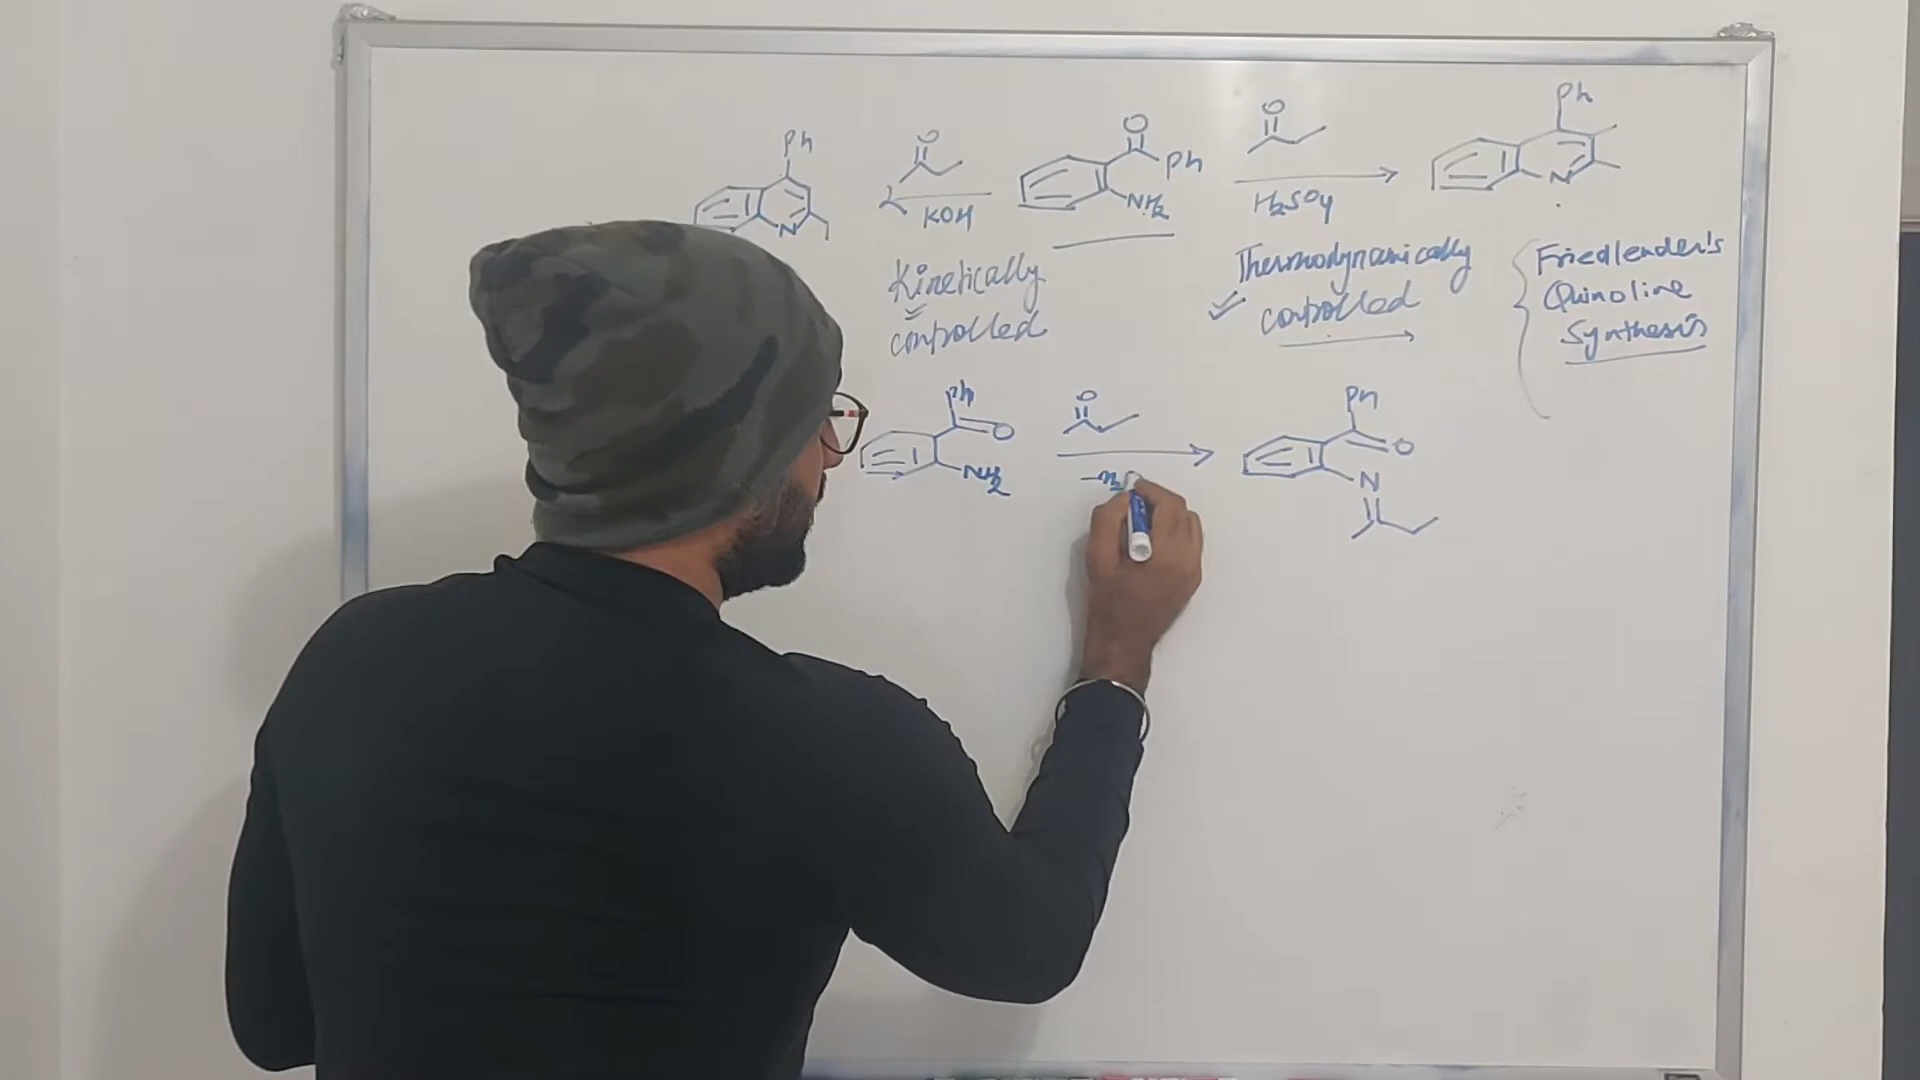 Ph
N
O
KOH
O
Ph
NH2
O
H2SO4
Ph
N
Kinetically
controlled
Thermodynamically
controlled
Friedlender's
Quinoline
Synthesis
Ph
O
NH2
O
Ph
O
N